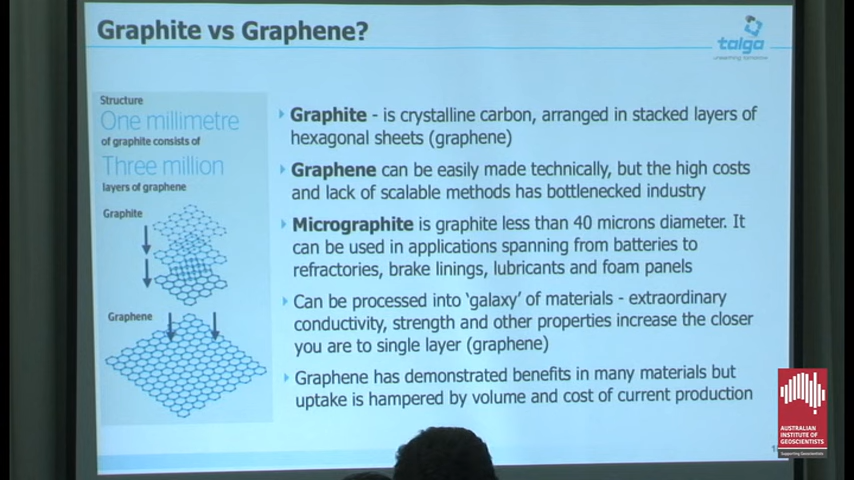 Graphite vs Graphene?
talga
unearthing tomorrow
Structure
One millimetre
of graphite consists of
Three million
layers of graphene
Graphite
Graphene
Graphite - is crystalline carbon, arranged in stacked layers of
hexagonal sheets (graphene)
Graphene can be easily made technically, but the high costs
and lack of scalable methods has bottlenecked industry
Micrographite is graphite less than 40 microns diameter. It
can be used in applications spanning from batteries to
refractories, brake linings, lubricants and foam panels
Can be processed into 'galaxy' of materials - extraordinary
conductivity, strength and other properties increase the closer
you are to single layer (graphene)
Graphene has demonstrated benefits in many materials but
uptake is hampered by volume and cost of current production
AUSTRALIAN
INSTITUTE OF
GEOSCIENTISTS
Supporting Geoscientists